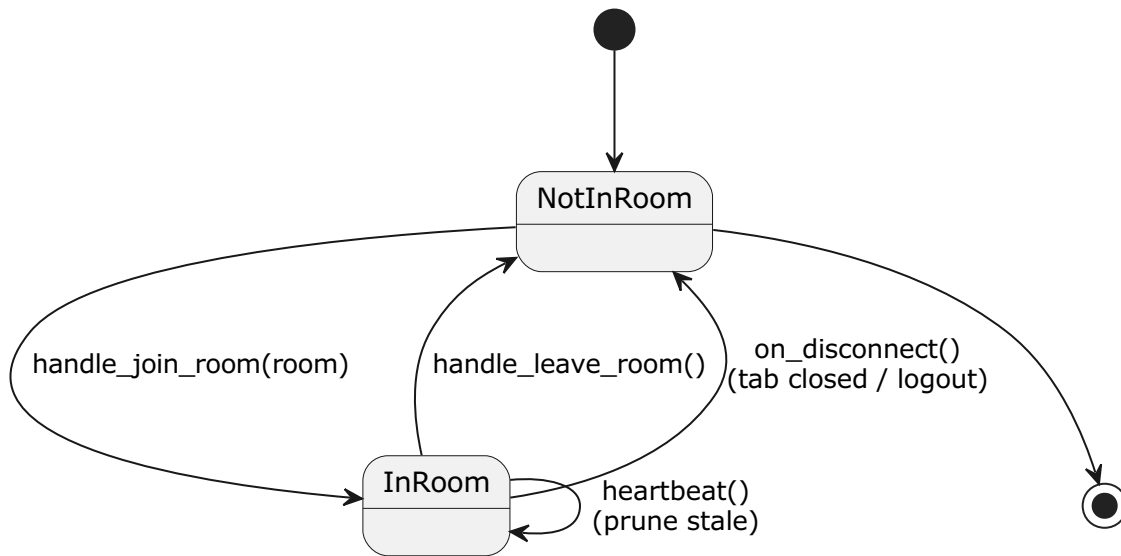 NotInRoom
handle_join_room(room)
handle_leave_room()
on_disconnect()
(tab closed / logout)
InRoom
heartbeat()
(prune stale)